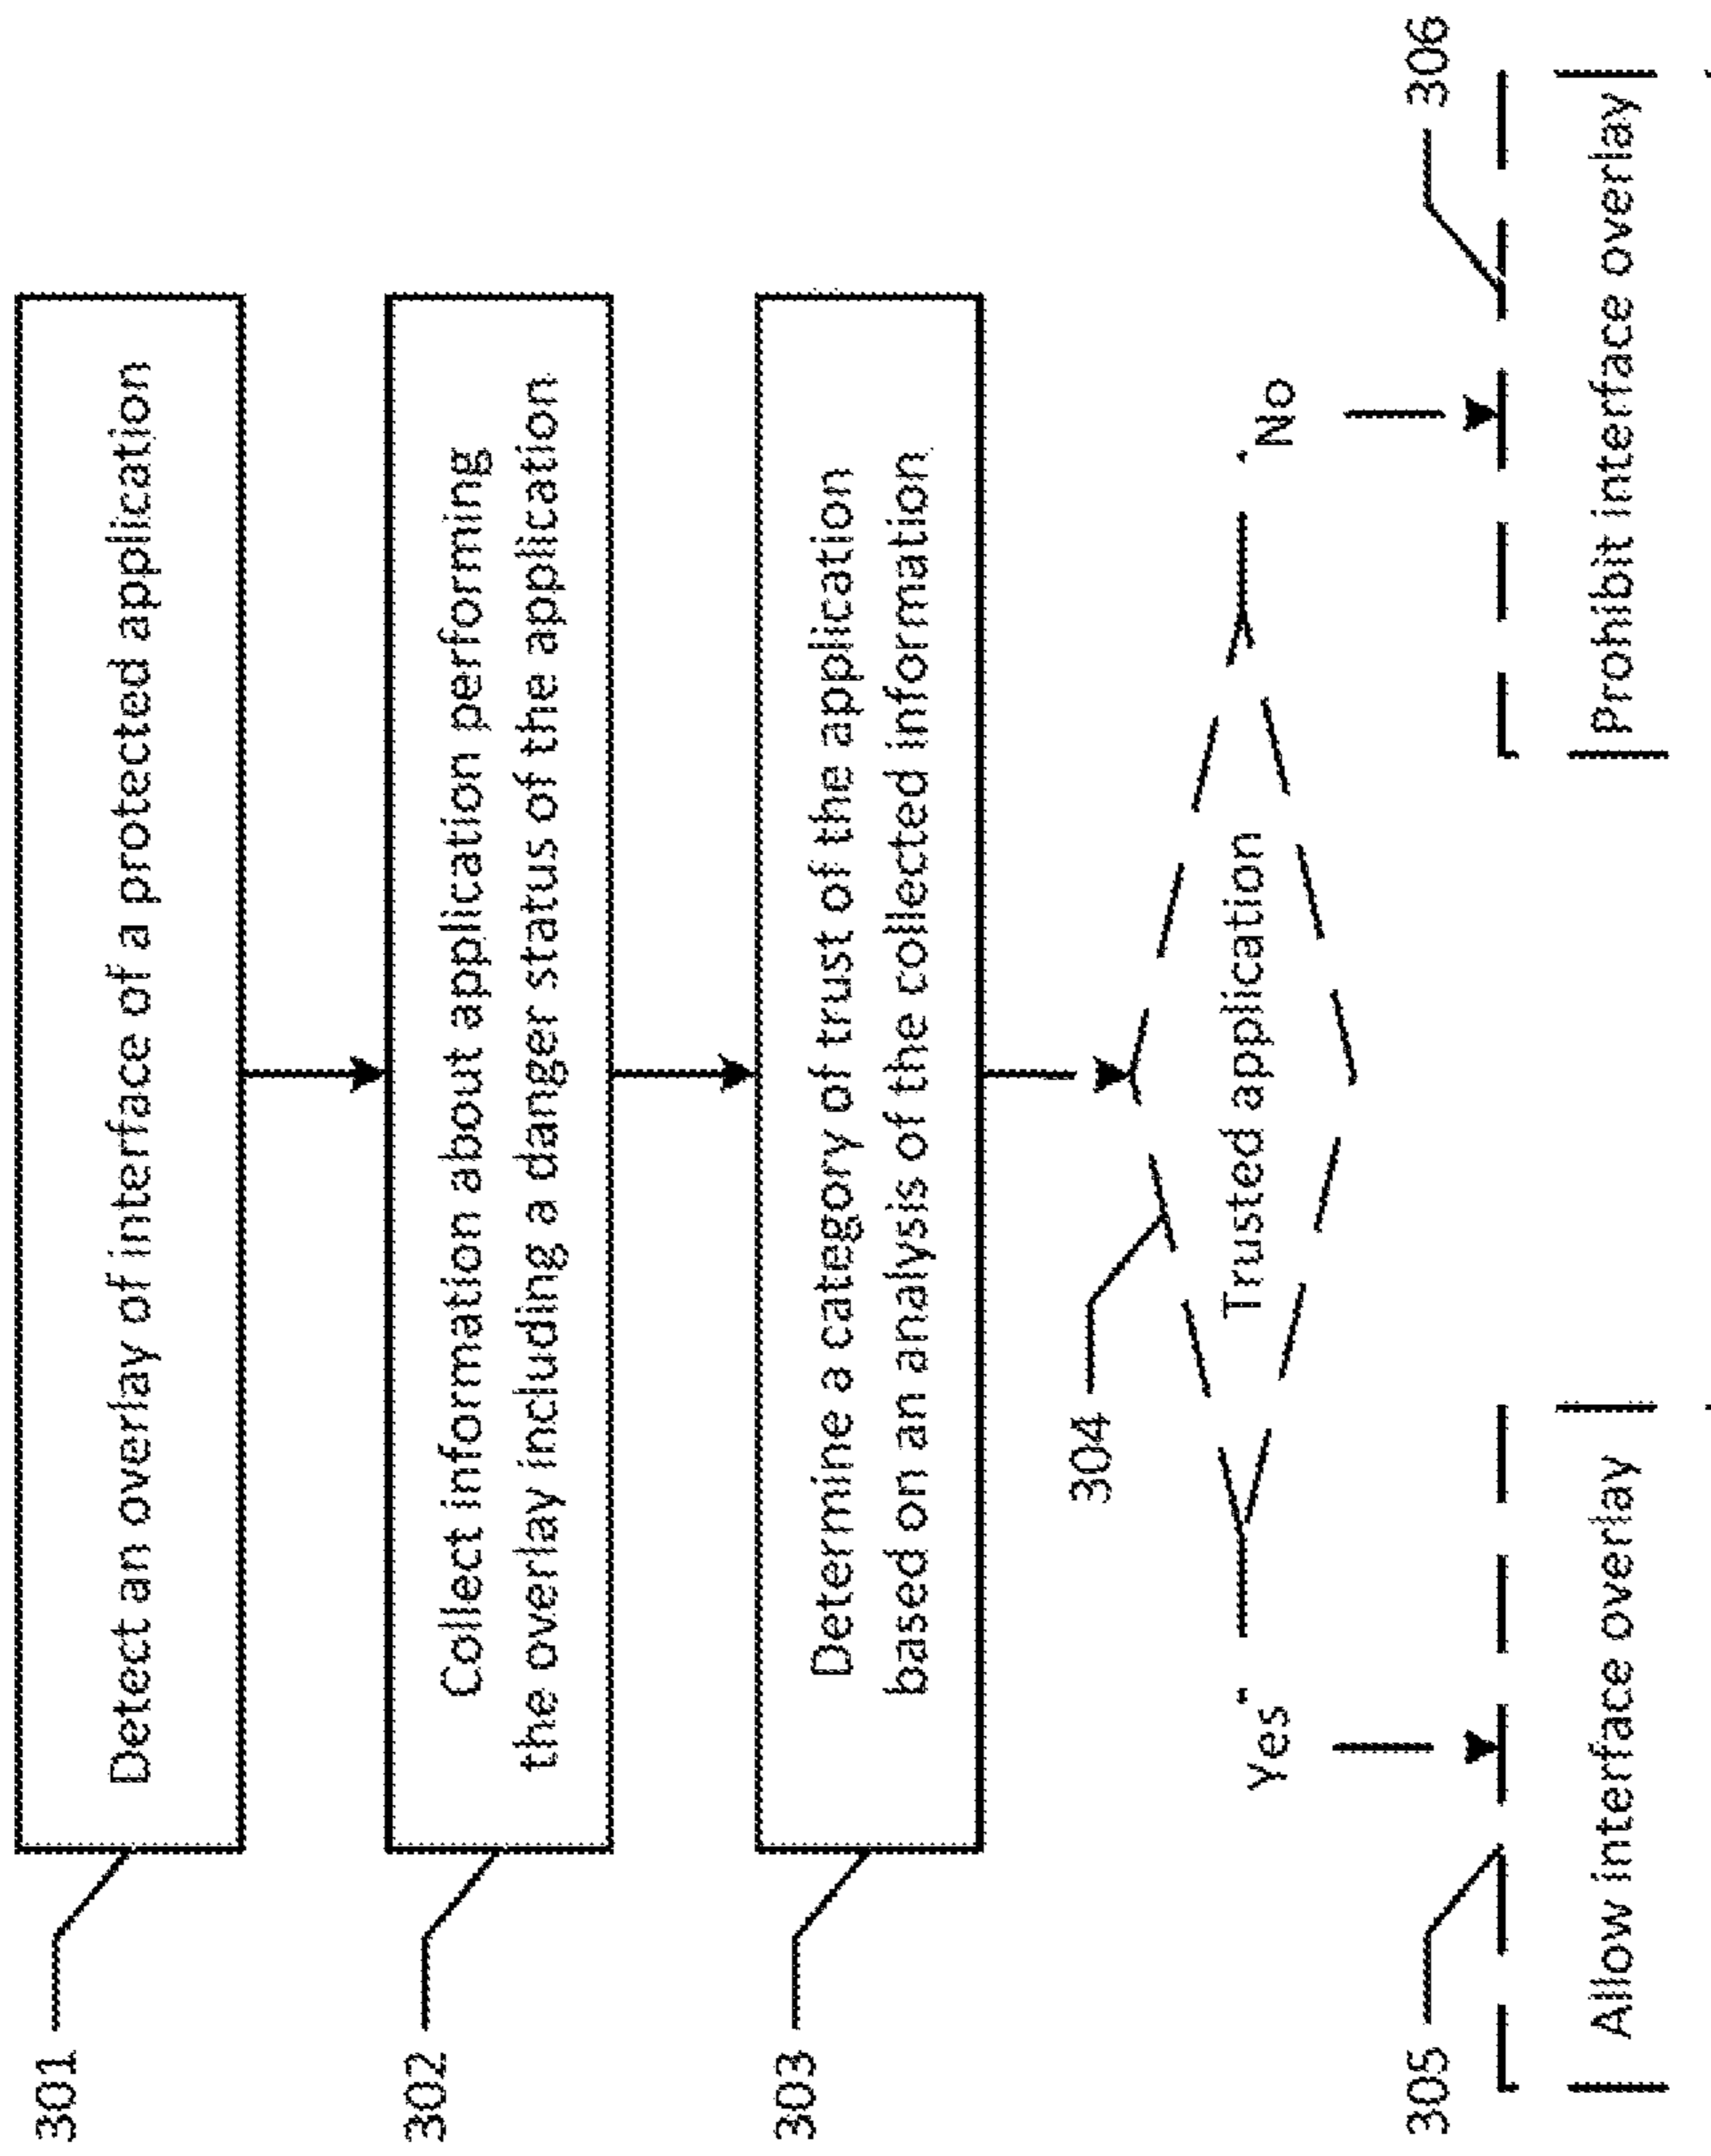 301
Detect an overlay of interface of a protected application
302
Collect information about application performing
the overlay including a danger status of the application
303
Determine a category of trust of the application
based on an analysis of the collected information
304
Trusted application
Yes
No
305
Allow interface overlay
306
Prohibit interface overlay